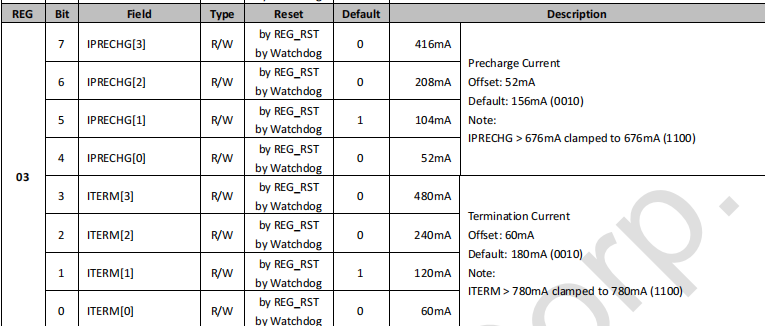 REG Bit Field Type Reset Default Description
03
7 IPRECHG[3] R/W by REG_RST by Watchdog 0 416mA
6 IPRECHG[2] R/W by REG_RST by Watchdog 0 208mA
5 IPRECHG[1] R/W by REG_RST by Watchdog 1 104mA
4 IPRECHG[0] R/W by REG_RST by Watchdog 0 52mA
Precharge Current
Offset: 52mA
Default: 156mA (0010)
Note:
IPRECHG > 676mA clamped to 676mA (1100)
3 ITERM[3] R/W by REG_RST by Watchdog 0 480mA
2 ITERM[2] R/W by REG_RST by Watchdog 0 240mA
1 ITERM[1] R/W by REG_RST by Watchdog 1 120mA
0 ITERM[0] R/W by REG_RST by Watchdog 0 60mA
Termination Current
Offset: 60mA
Default: 180mA (0010)
Note:
ITERM > 780mA clamped to 780mA (1100)
orp.